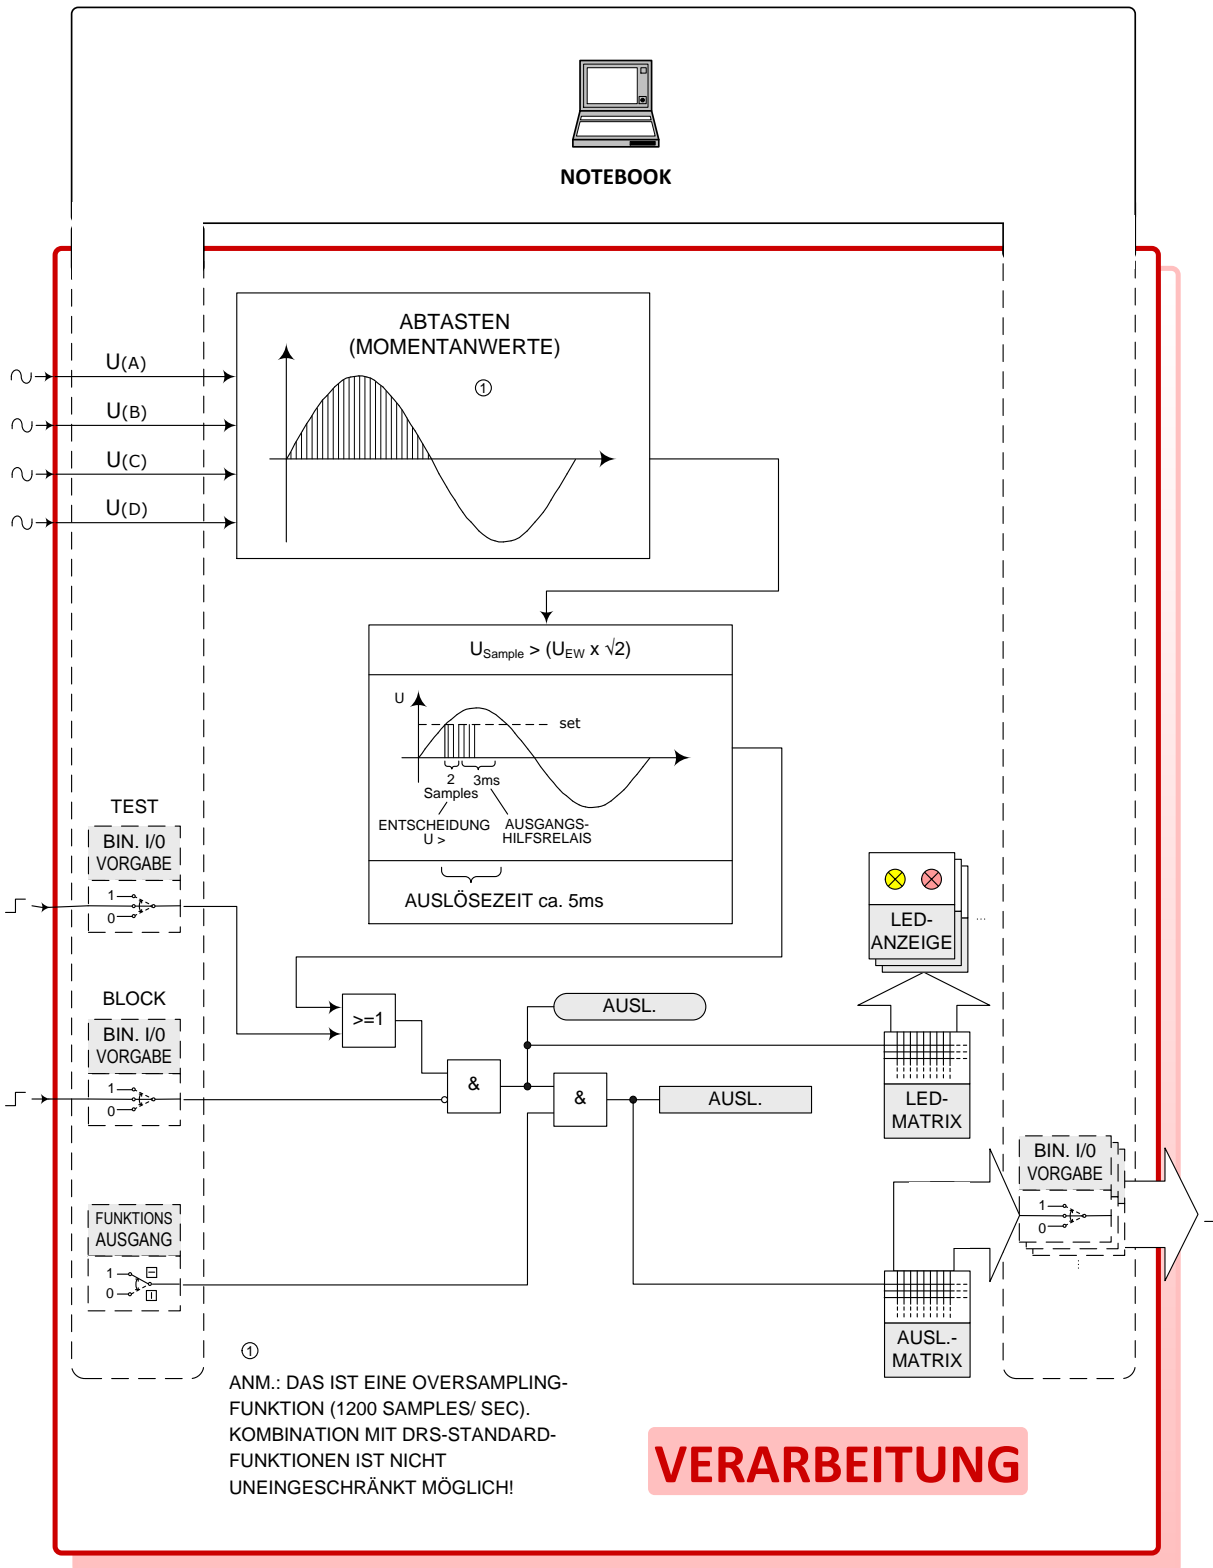 NOTEBOOK
ABTASTEN
(MOMENTANWERTE)
1
U(A)
U(B)
U(C)
U(D)
USample > (UEW x √2)
U
set
2
Samples
3ms
ENTSCHEIDUNG
U >
AUSGANGS-
HILFSRELAIS
AUSLÖSEZEIT ca. 5ms
TEST
BIN. I/0
VORGABE
1
0
LED-
ANZEIGE
...
BLOCK
BIN. I/0
VORGABE
1
0
>=1
AUSL.
&
&
AUSL.
LED-
MATRIX
BIN. I/0
VORGABE
1
0
...
FUNKTIONS
AUSGANG
1
0
AUSL.-
MATRIX
1
ANM.: DAS IST EINE OVERSAMPLING-
FUNKTION (1200 SAMPLES/ SEC).
KOMBINATION MIT DRS-STANDARD-
FUNKTIONEN IST NICHT
UNEINGESCHRÄNKT MÖGLICH!
VERARBEITUNG